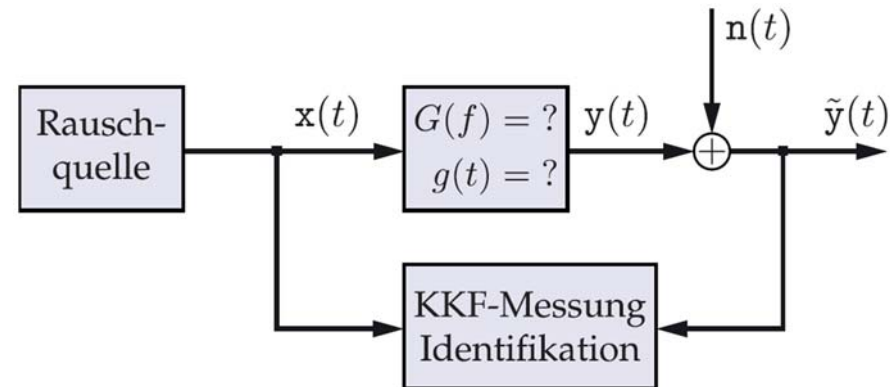 n(t)
Rausch-
quelle
x(t)
G(f) = ?
g(t) = ?
y(t)
+
ỹ(t)
KKF-Messung
Identifikation